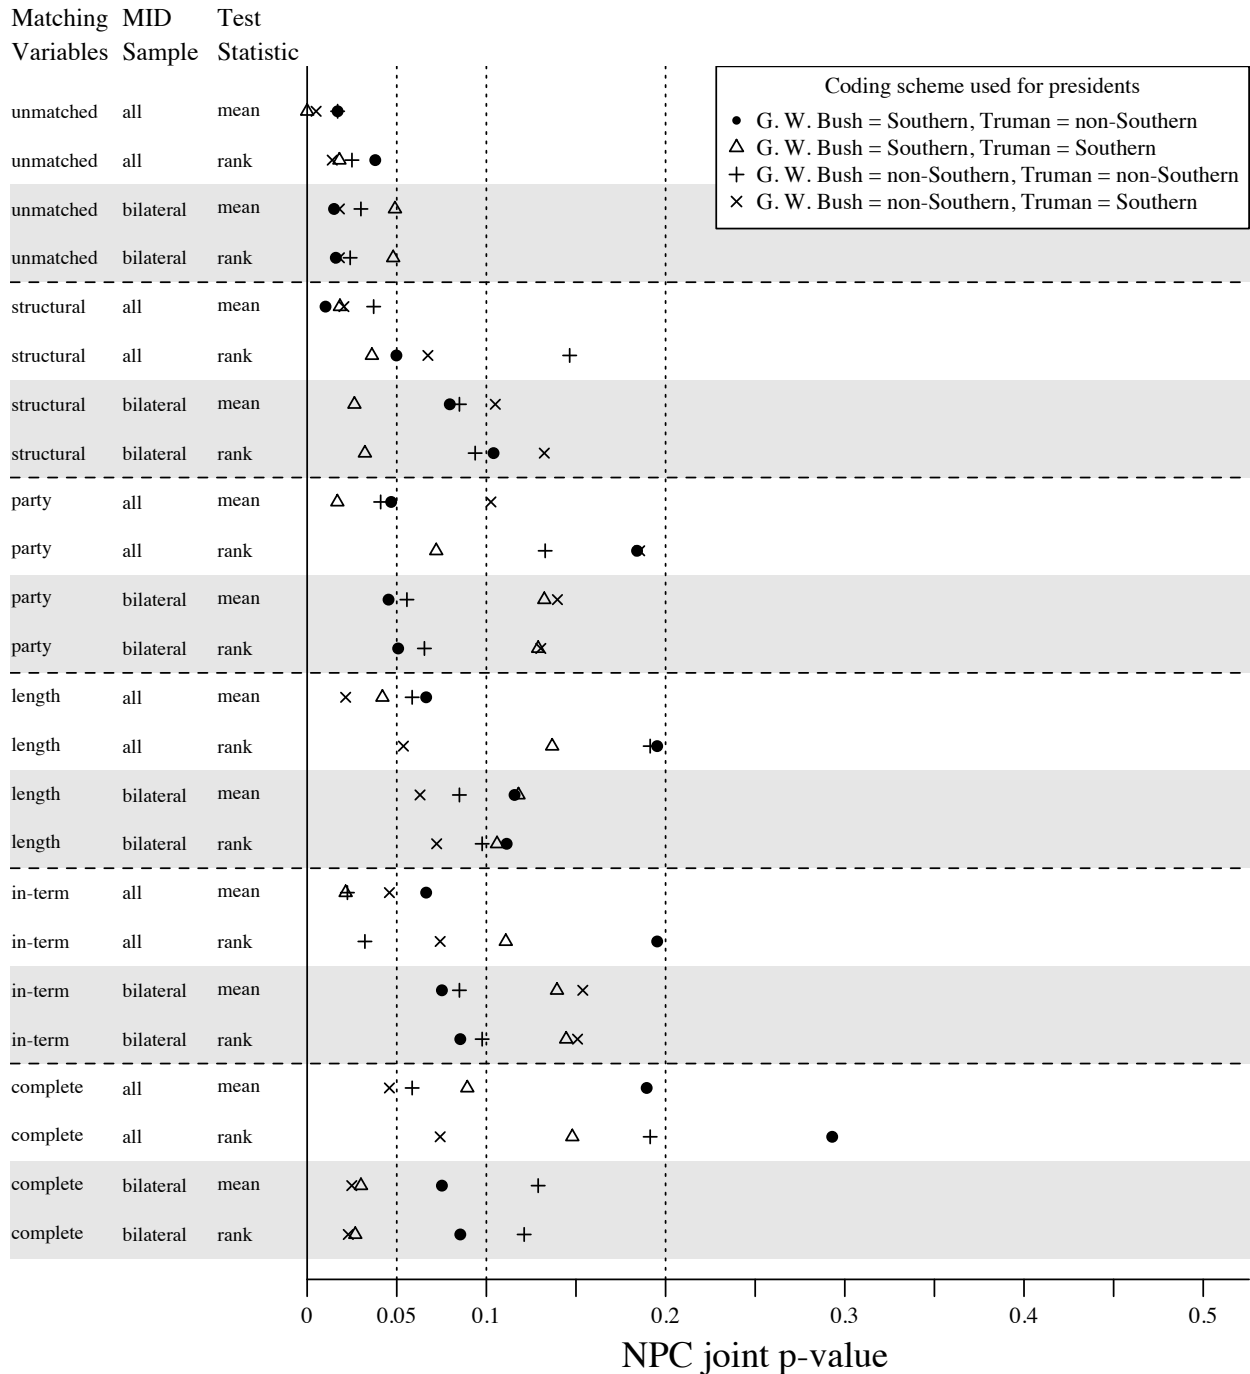 Matching MID Test
Variables Sample Statistic
Coding scheme used for presidents
G. W. Bush = Southern, Truman = non-Southern
G. W. Bush = Southern, Truman = Southern
G. W. Bush = non-Southern, Truman = non-Southern
G. W. Bush = non-Southern, Truman = Southern
unmatched all mean
unmatched all rank
unmatched bilateral mean
unmatched bilateral rank
structural all mean
structural all rank
structural bilateral mean
structural bilateral rank
party all mean
party all rank
party bilateral mean
party bilateral rank
length all mean
length all rank
length bilateral mean
length bilateral rank
in-term all mean
in-term all rank
in-term bilateral mean
in-term bilateral rank
complete all mean
complete all rank
complete bilateral mean
complete bilateral rank
0 0.05 0.1 0.2 0.3 0.4 0.5
NPC joint p-value